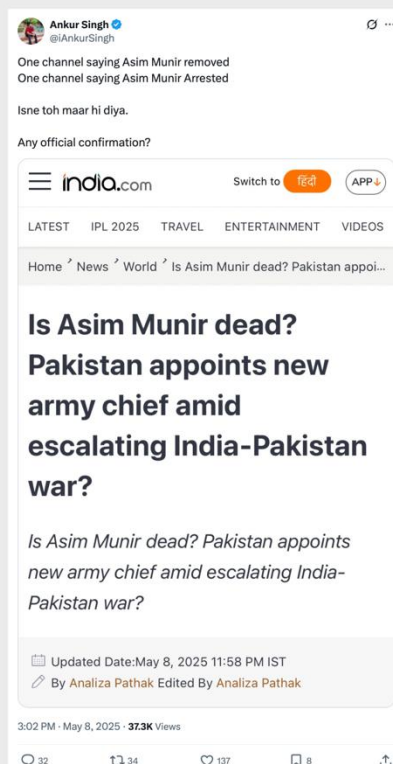 Ankur Singh
@iAnkurSingh
One channel saying Asim Munir removed
One channel saying Asim Munir Arrested
Isne toh maar hi diya.
Any official confirmation?
india.com
Switch to हिंदी
APP
LATEST IPL 2025 TRAVEL ENTERTAINMENT VIDEOS
Home › News › World › Is Asim Munir dead? Pakistan appoi...
Is Asim Munir dead?
Pakistan appoints new
army chief amid
escalating India-Pakistan
war?
Is Asim Munir dead? Pakistan appoints
new army chief amid escalating India-
Pakistan war?
Updated Date:May 8, 2025 11:58 PM IST
By Analiza Pathak Edited By Analiza Pathak
3:02 PM · May 8, 2025 · 37.3K Views
32 34 137 8